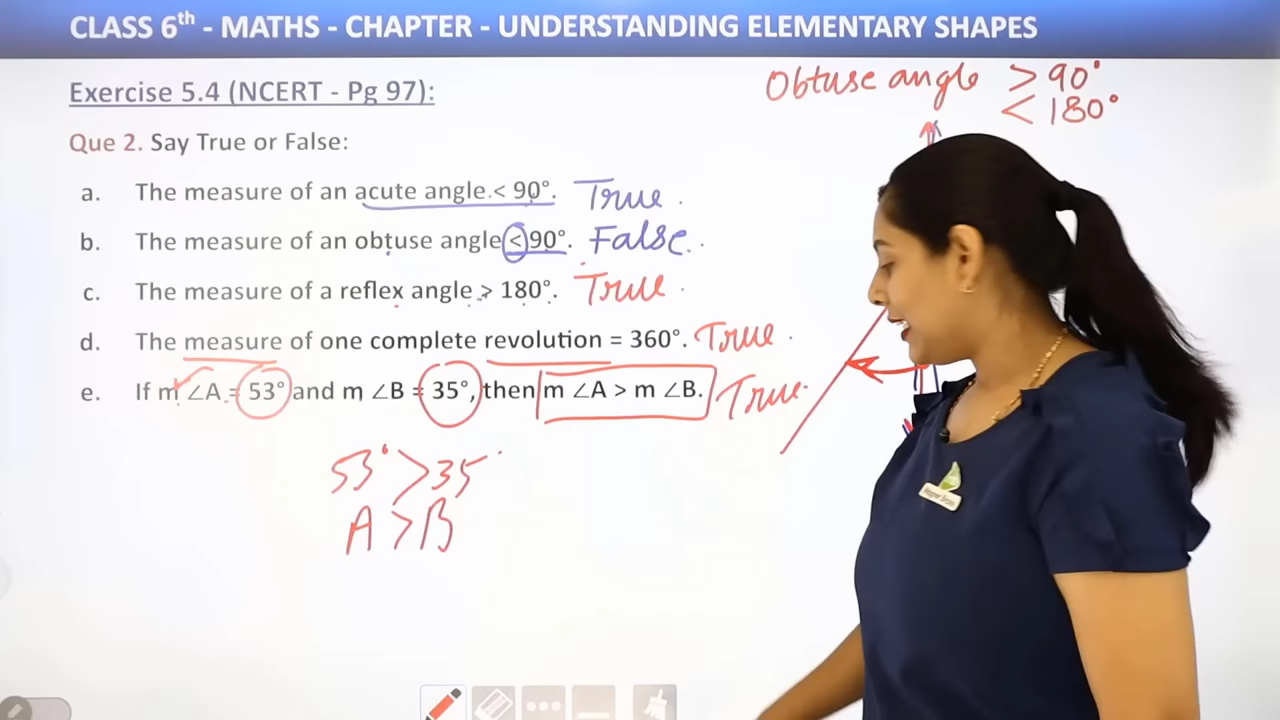 CLASS 6th - MATHS - CHAPTER - UNDERSTANDING ELEMENTARY SHAPES
Exercise 5.4 (NCERT - Pg 97):
Obtuse angle > 90°
< 180°
Que 2. Say True or False:
a. The measure of an acute angle < 90°. True
b. The measure of an obtuse angle < 90°. False
c. The measure of a reflex angle > 180°. True
d. The measure of one complete revolution = 360°. True
e. If m ∠A = 53° and m ∠B = 35°, then m ∠A > m ∠B. True
53° > 35°
A > B